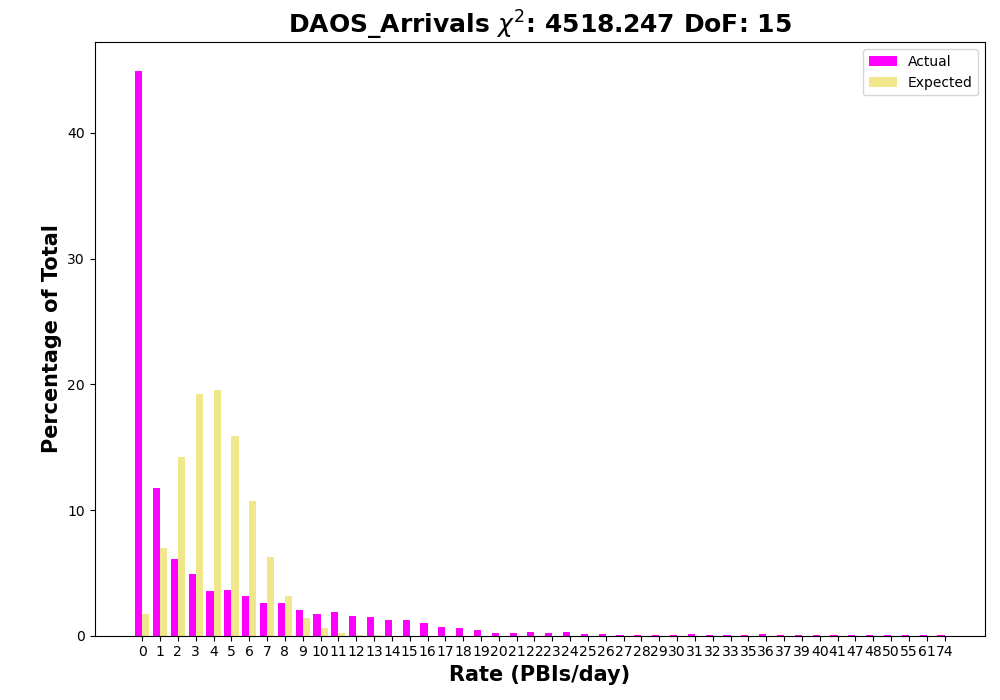 DAOS_Arrivals χ²: 4518.247 DoF: 15
Actual
Expected
Percentage of Total
40
30
20
10
0
0 1 2 3 4 5 6 7 8 9 10 11 12 13 14 15 16 17 18 19 20 21 22 23 24 25 26 27 28 29 30 31 32 33 35 36 37 39 40 41 47 48 50 55 61 74
Rate (PBIs/day)